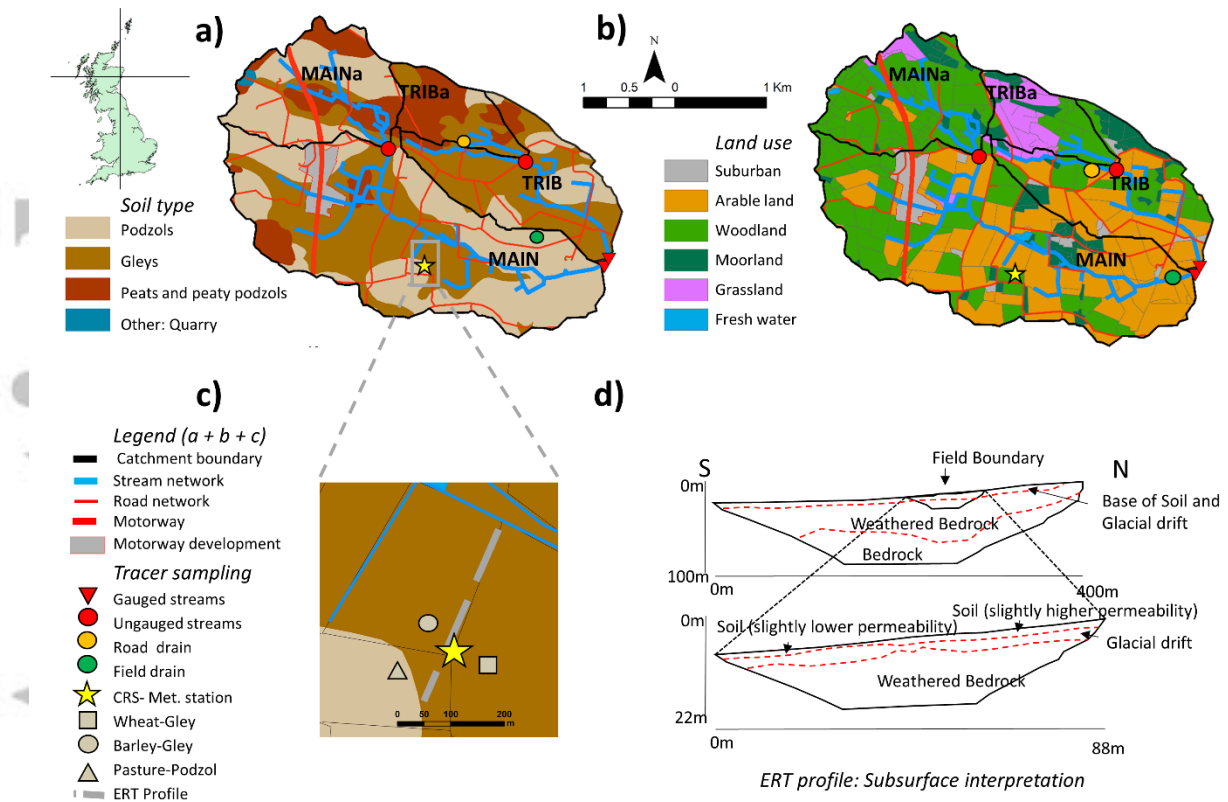 a)
b)
N
1 0.5 0 1 Km
MAINa
TRIBa
TRIB
MAIN
MAINa
TRIBa
TRIB
MAIN
Soil type
Podzols
Gleys
Peats and peaty podzols
Other: Quarry
Land use
Suburban
Arable land
Woodland
Moorland
Grassland
Fresh water
c)
Legend (a + b + c)
Catchment boundary
Stream network
Road network
Motorway
Motorway development
Tracer sampling
Gauged streams
Ungauged streams
Road drain
Field drain
CRS- Met. station
Wheat-Gley
Barley-Gley
Pasture-Podzol
ERT Profile
0 50 100 200
m
d)
S
N
Field Boundary
0m
Base of Soil and
Glacial drift
Weathered Bedrock
Bedrock
100m
0m
400m
0m
Soil (slightly higher permeability)
Soil (slightly lower permeability)
Glacial drift
Weathered Bedrock
22m
0m
88m
ERT profile: Subsurface interpretation